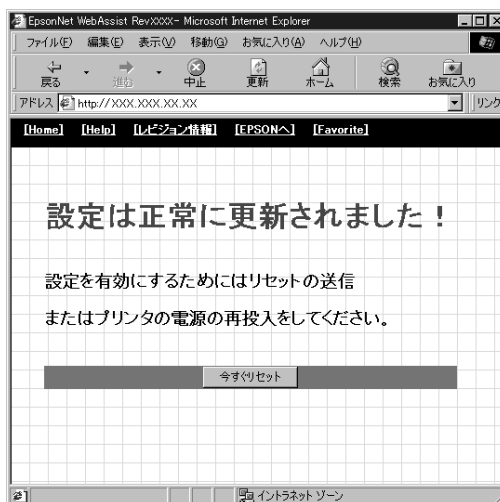 EpsonNet WebAssist RevXXXX- Microsoft Internet Explorer
ファイル(F) 編集(E) 表示(V) 移動(G) お気に入り(A) ヘルプ(H)
戻る 進む 中止 更新 ホーム 検索 お気に入り
アドレス http://XXX.XXX.XX.XX リンク
[Home] [Help] [レビジョン情報] [EPSONへ] [Favorite]
設定は正常に更新されました！
設定を有効にするためにはリセットの送信
またはプリンタの電源の再投入をしてください。
今すぐリセット
イントラネット ゾーン